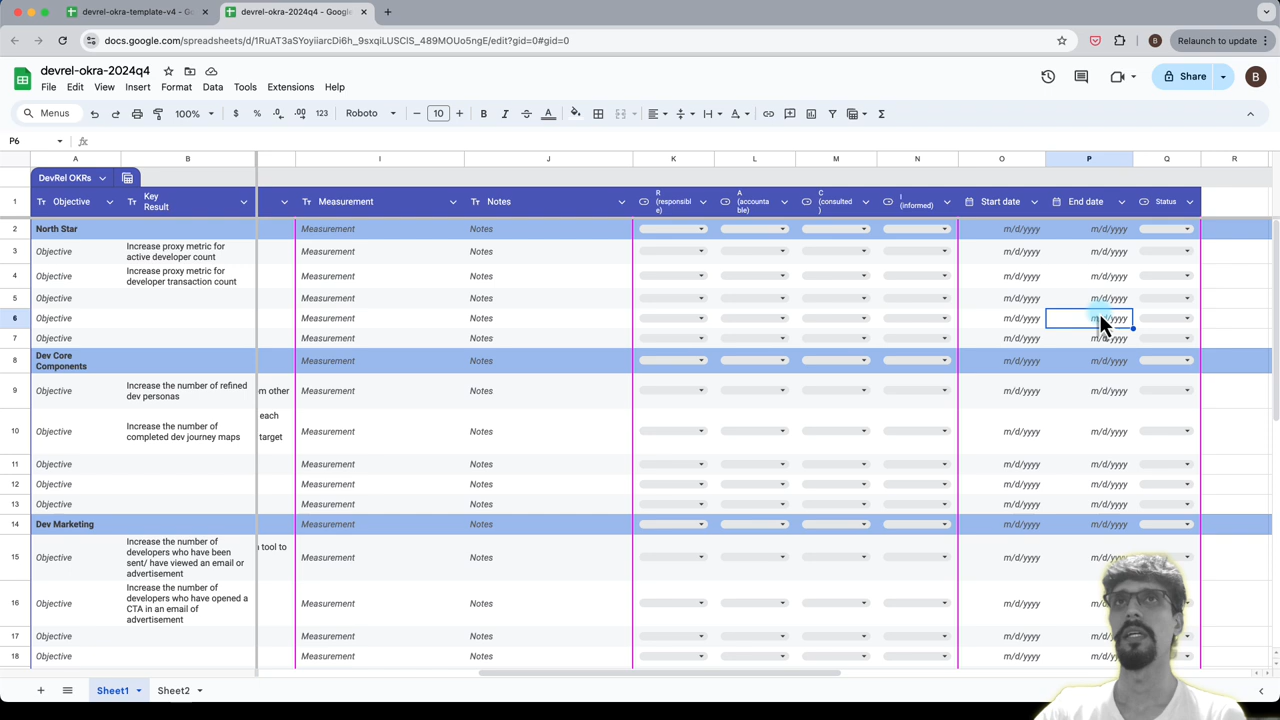 devrel-okra-template-v4 - Go
devrel-okra-2024q4 - Google
docs.google.com/spreadsheets/d/1RuAT3aSYoyiiarcDi6h_9sxqiLUSCIS_489MOUo5ngE/edit?gid=0#gid=0
B
Relaunch to update
devrel-okra-2024q4
File Edit View Insert Format Data Tools Extensions Help
Share
B
Menus
100%
$ % .0 .00 123
Roboto
10
B I A
P6
fx
A B I J K L M N O P Q R
DevRel OKRs
1 Objective Key Result Measurement Notes R (responsible) A (accountable) C (consulted) I (informed) Start date End date Status
2 North Star Measurement Notes m/d/yyyy m/d/yyyy
3 Objective Increase proxy metric for active developer count Measurement Notes m/d/yyyy m/d/yyyy
4 Objective Increase proxy metric for developer transaction count Measurement Notes m/d/yyyy m/d/yyyy
5 Objective Measurement Notes m/d/yyyy m/d/yyyy
6 Objective Measurement Notes m/d/yyyy m/d/yyyy
7 Objective Measurement Notes m/d/yyyy m/d/yyyy
8 Dev Core Components Measurement Notes m/d/yyyy m/d/yyyy
9 Objective Increase the number of refined dev personas m other Measurement Notes m/d/yyyy m/d/yyyy
10 Objective Increase the number of completed dev journey maps each target Measurement Notes m/d/yyyy m/d/yyyy
11 Objective Measurement Notes m/d/yyyy m/d/yyyy
12 Objective Measurement Notes m/d/yyyy m/d/yyyy
13 Objective Measurement Notes m/d/yyyy m/d/yyyy
14 Dev Marketing Measurement Notes m/d/yyyy m/d/yyyy
15 Objective Increase the number of developers who have been sent/ have viewed an email or advertisement tool to Measurement Notes m/d/yyyy m/d/yyyy
16 Objective Increase the number of developers who have opened a CTA in an email of advertisement Measurement Notes m/d/yyyy m/d/yyyy
17 Objective Measurement Notes m/d/yyyy m/d/yyyy
18 Objective Measurement Notes m/d/yyyy m/d/yyyy
Sheet1 Sheet2